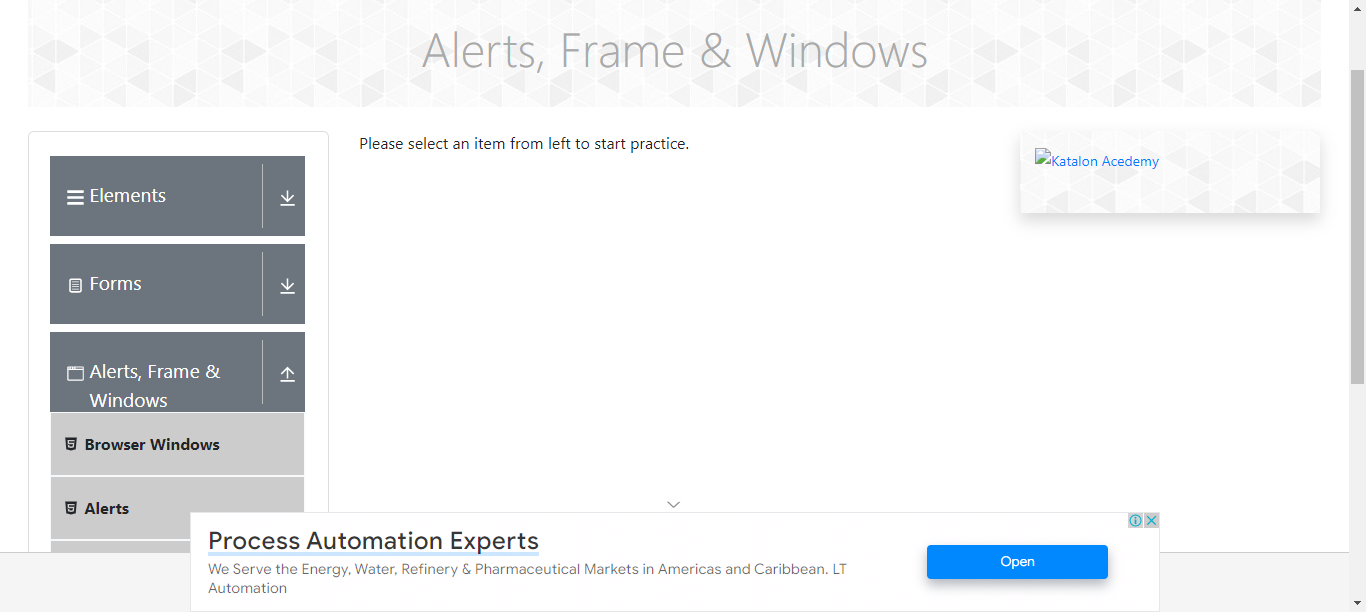 Alerts, Frame & Windows
Elements
Forms
Alerts, Frame &
Windows
Browser Windows
Alerts
Please select an item from left to start practice.
Katalon Acedemy
Process Automation Experts
We Serve the Energy, Water, Refinery & Pharmaceutical Markets in Americas and Caribbean. LT
Automation
Open